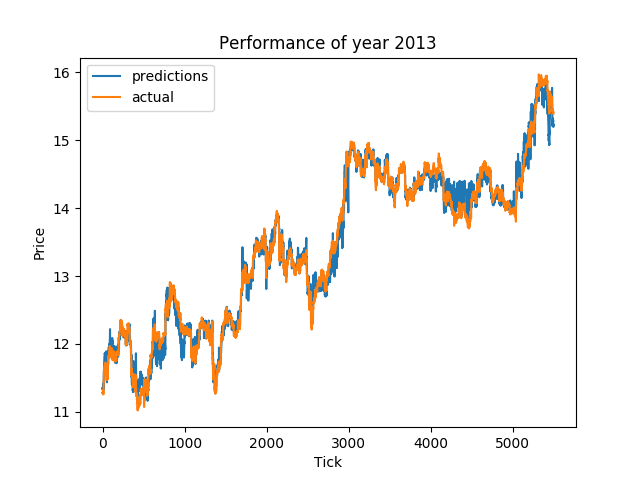 Performance of year 2013
predictions
actual
16
15
14
13
12
11
Price
0 1000 2000 3000 4000 5000
Tick